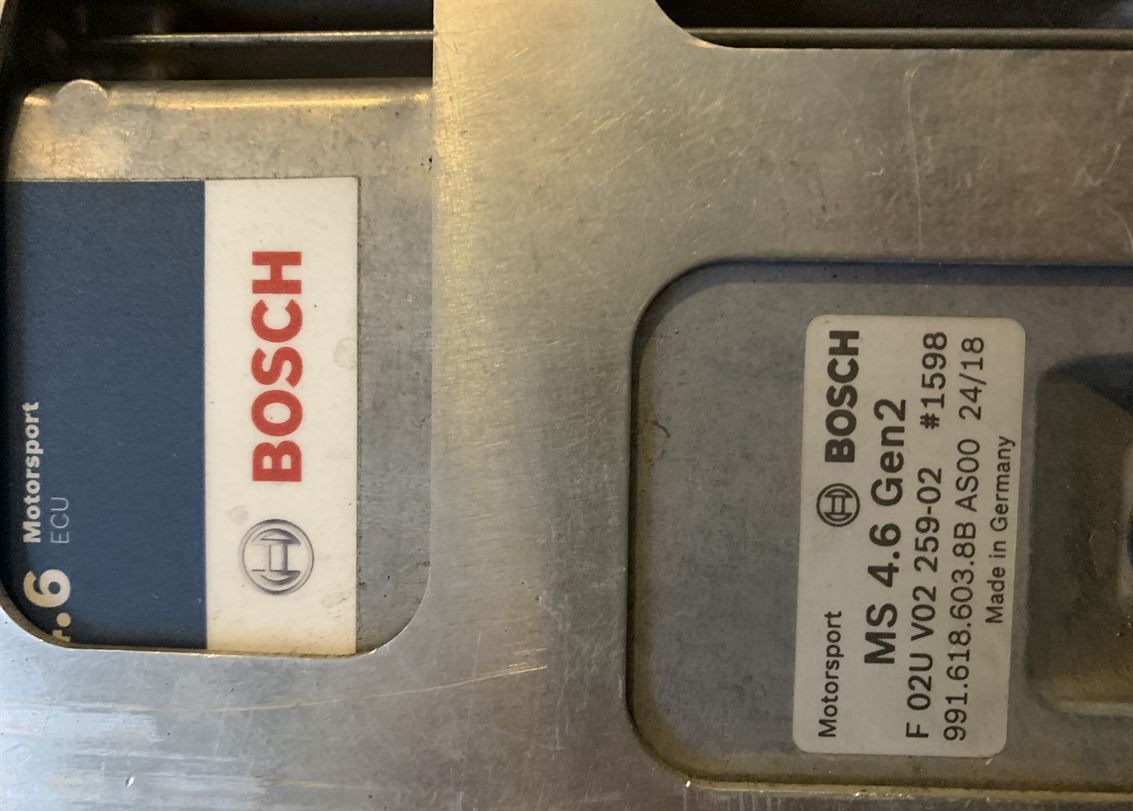 .6 Motorsport
ECU
BOSCH
Motorsport BOSCH
MS 4.6 Gen2
F 02U V02 259-02 #1598
991.618.603.8B AS00 24/18
Made in Germany